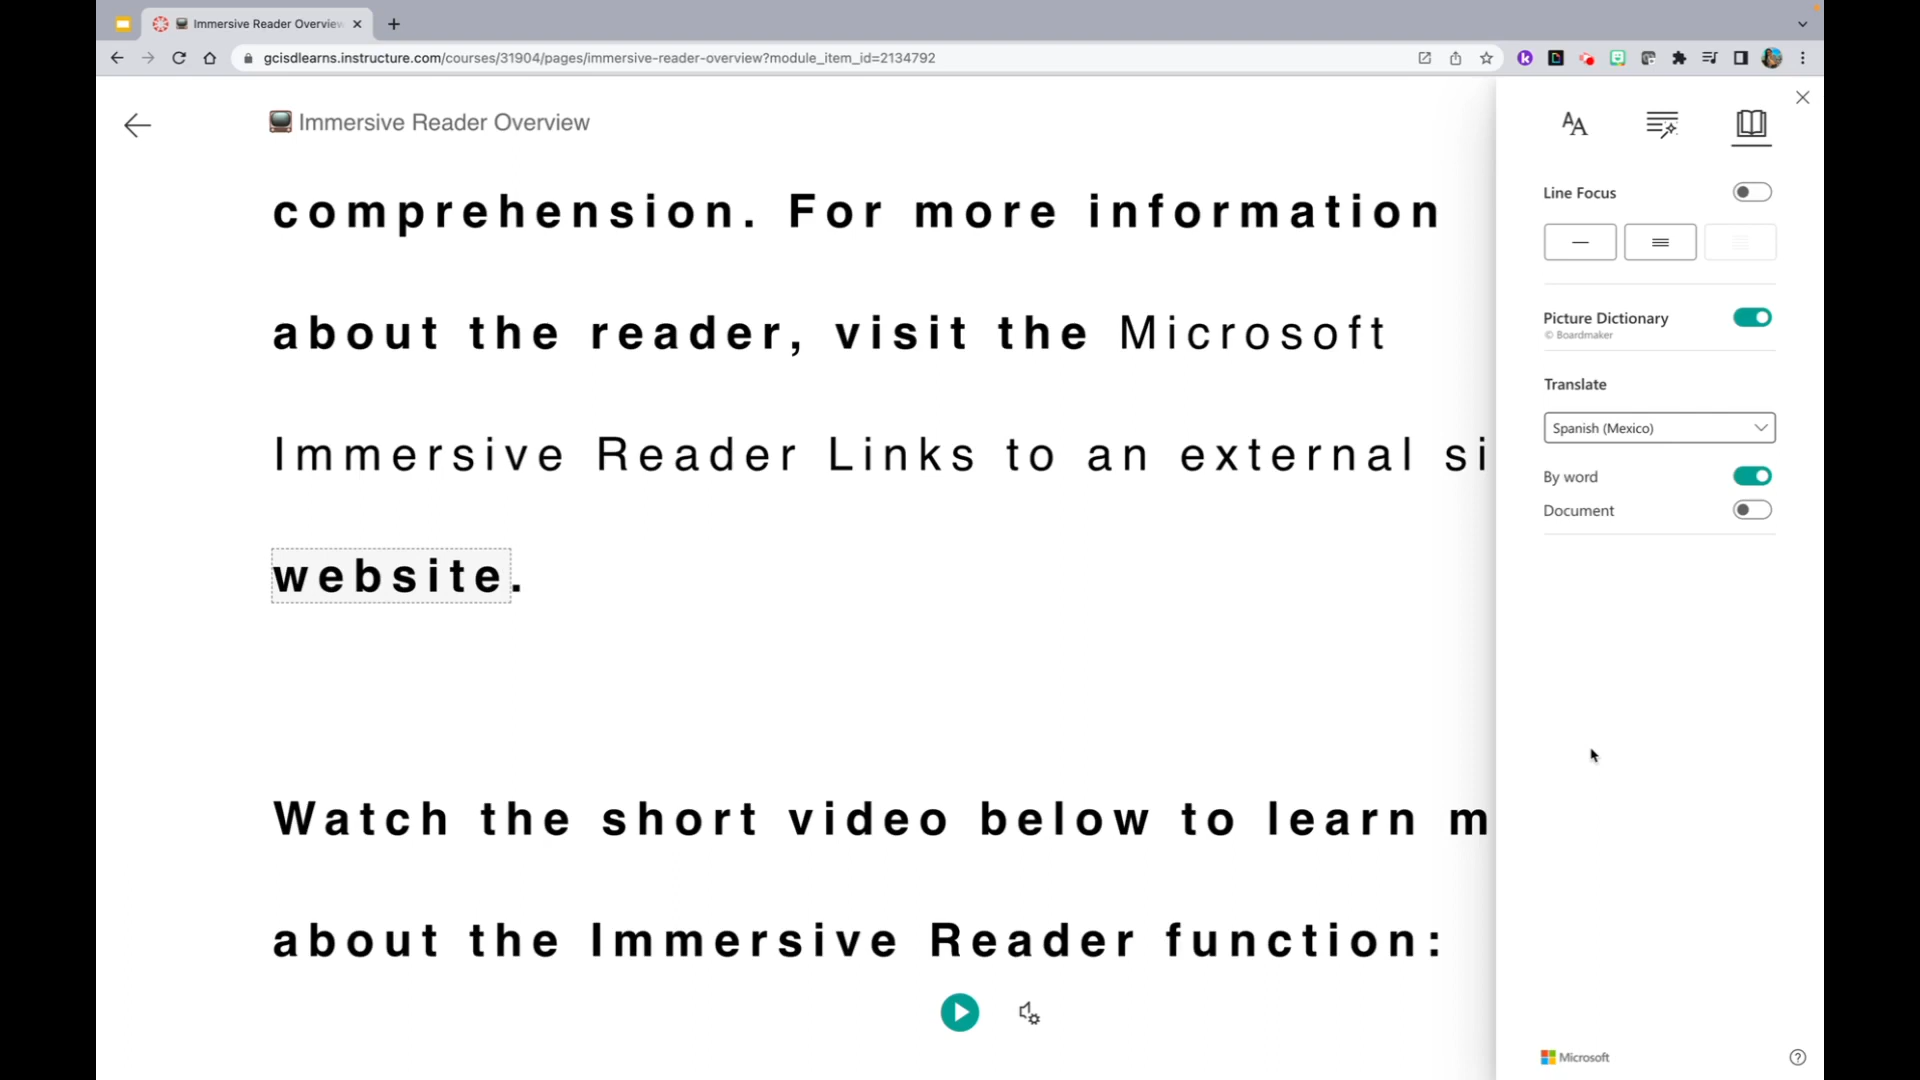 Immersive Reader Overview
gcisdlearns.instructure.com/courses/31904/pages/immersive-reader-overview?module_item_id=2134792
Immersive Reader Overview
comprehension. For more information
about the reader, visit the Microsoft
Immersive Reader Links to an external si
website.
Watch the short video below to learn m
about the Immersive Reader function:
Line Focus
Picture Dictionary
© Boardmaker
Translate
Spanish (Mexico)
By word
Document
Microsoft